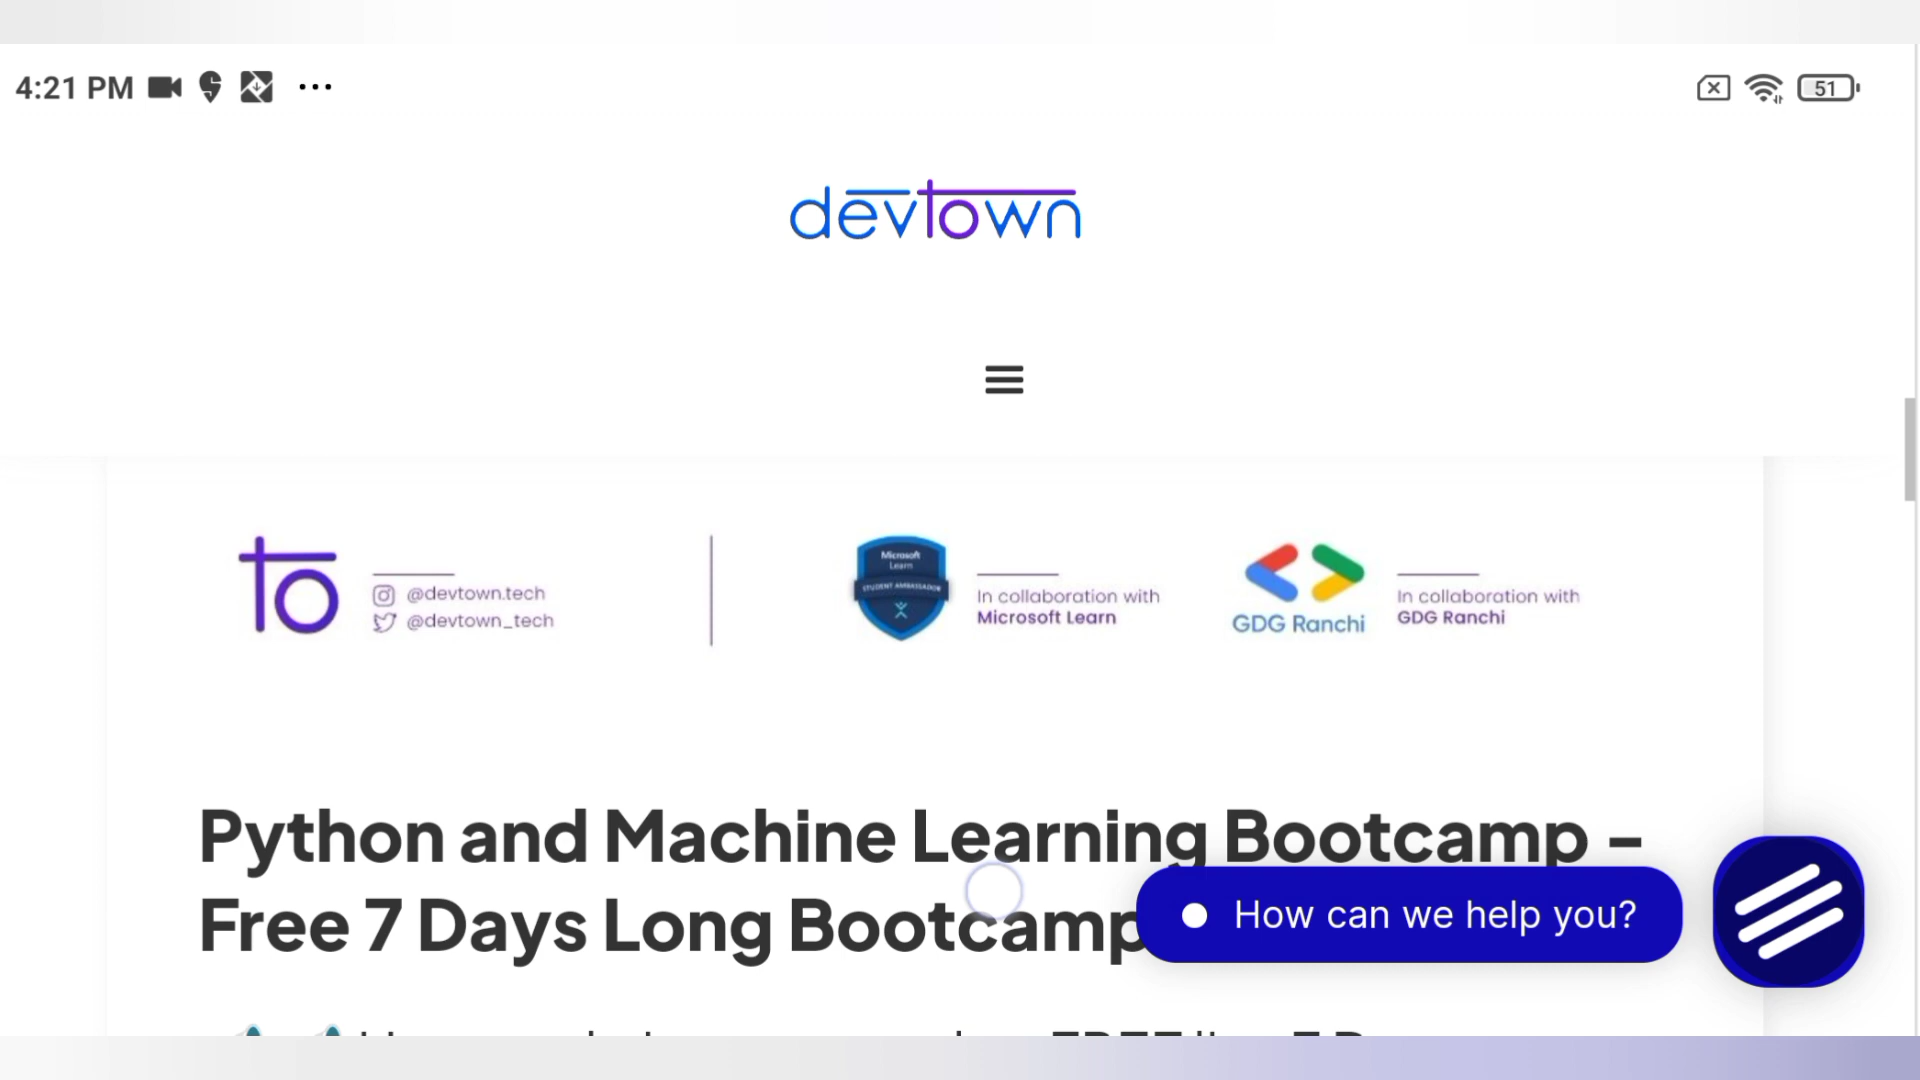 4:21 PM
51
devtown
to
@devtown.tech
@devtown_tech
Microsoft
Learn
STUDENT AMBASSADOR
In collaboration with
Microsoft Learn
GDG Ranchi
In collaboration with
GDG Ranchi
Python and Machine Learning Bootcamp –
Free 7 Days Long Bootcamp
How can we help you?